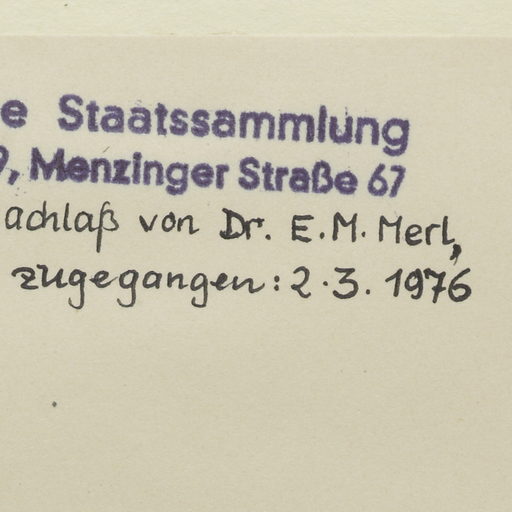 e Staatssammlung
9, Menzinger Straße 67
achlaß von Dr. E. M. Merl,
zugegangen: 2.3. 1976